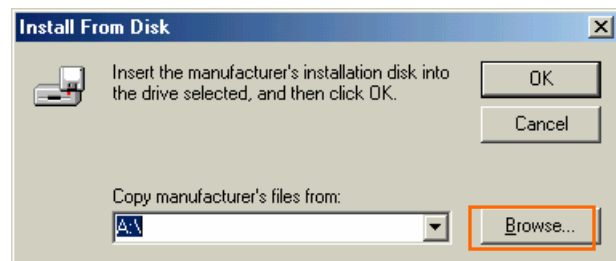 Install From Disk
Insert the manufacturer's installation disk into
the drive selected, and then click OK.
OK
Cancel
Copy manufacturer's files from:
A:\
Browse...